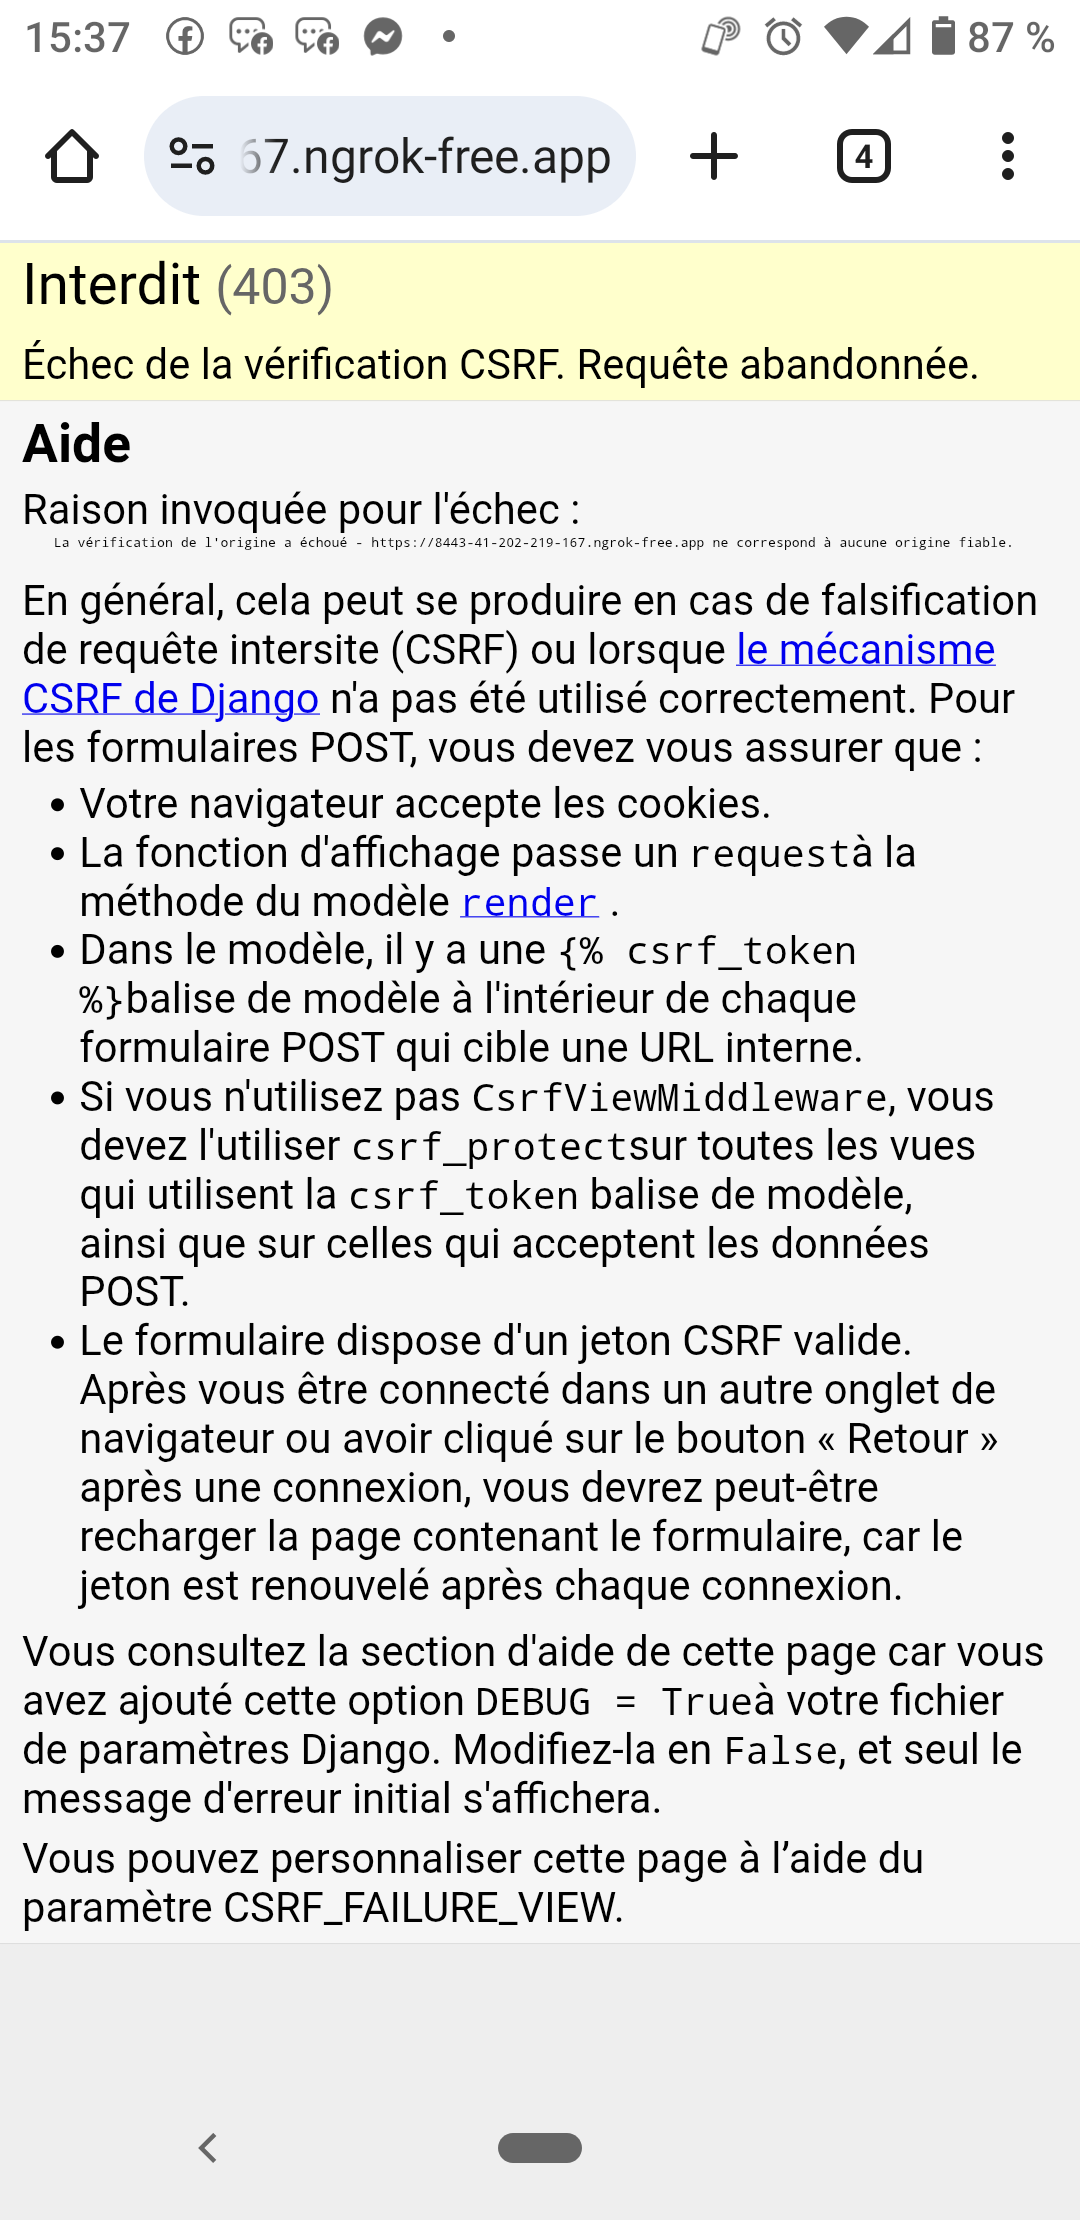 15:37
87 %
67.ngrok-free.app
4
Interdit (403)
Échec de la vérification CSRF. Requête abandonnée.
Aide
Raison invoquée pour l'échec :
La vérification de l'origine a échoué - https://8443-41-202-219-167.ngrok-free.app ne correspond à aucune origine fiable.
En général, cela peut se produire en cas de falsification
de requête intersite (CSRF) ou lorsque le mécanisme
CSRF de Django n'a pas été utilisé correctement. Pour
les formulaires POST, vous devez vous assurer que :
• Votre navigateur accepte les cookies.
• La fonction d'affichage passe un requestà la
méthode du modèle render .
• Dans le modèle, il y a une {% csrf_token
%}balise de modèle à l'intérieur de chaque
formulaire POST qui cible une URL interne.
• Si vous n'utilisez pas CsrfViewMiddleware, vous
devez l'utiliser csrf_protectsur toutes les vues
qui utilisent la csrf_token balise de modèle,
ainsi que sur celles qui acceptent les données
POST.
• Le formulaire dispose d'un jeton CSRF valide.
Après vous être connecté dans un autre onglet de
navigateur ou avoir cliqué sur le bouton « Retour »
après une connexion, vous devrez peut-être
recharger la page contenant le formulaire, car le
jeton est renouvelé après chaque connexion.
Vous consultez la section d'aide de cette page car vous
avez ajouté cette option DEBUG = Trueà votre fichier
de paramètres Django. Modifiez-la en False, et seul le
message d'erreur initial s'affichera.
Vous pouvez personnaliser cette page à l’aide du
paramètre CSRF_FAILURE_VIEW.